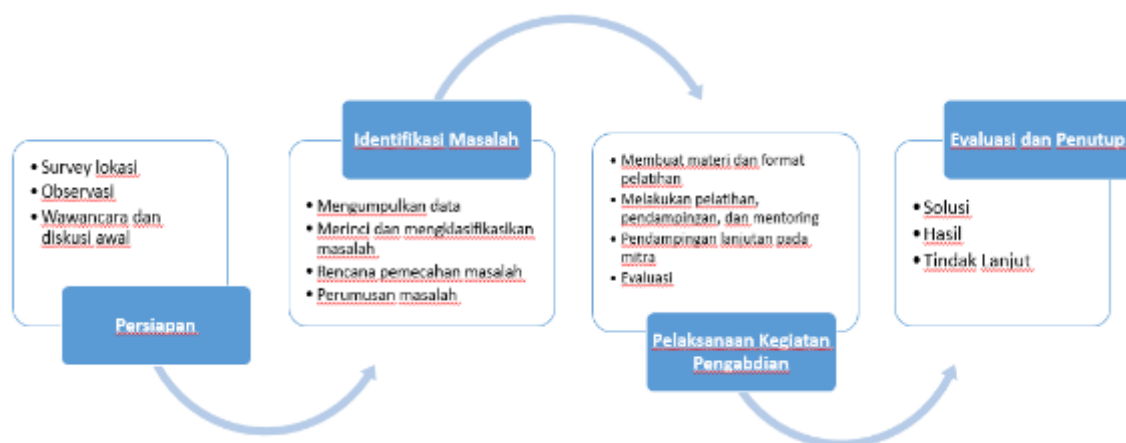 • Survey lokasi
• Observasi
• Wawancara dan
diskusi awal
Persiapan
Identifikasi Masalah
• Mengumpulkan data
• Merinci dan mengklasifikasikan
masalah
• Rencana pemecahan masalah
• Perumusan masalah
• Membuat materi dan format
pelatihan
• Melakukan pelatihan,
pendampingan, dan mentoring
• Pendampingan lanjutan pada
mitra
• Evaluasi
Pelaksanaan Kegiatan
Pengabdian
Evaluasi dan Penutup
• Solusi
• Hasil
• Tindak Lanjut